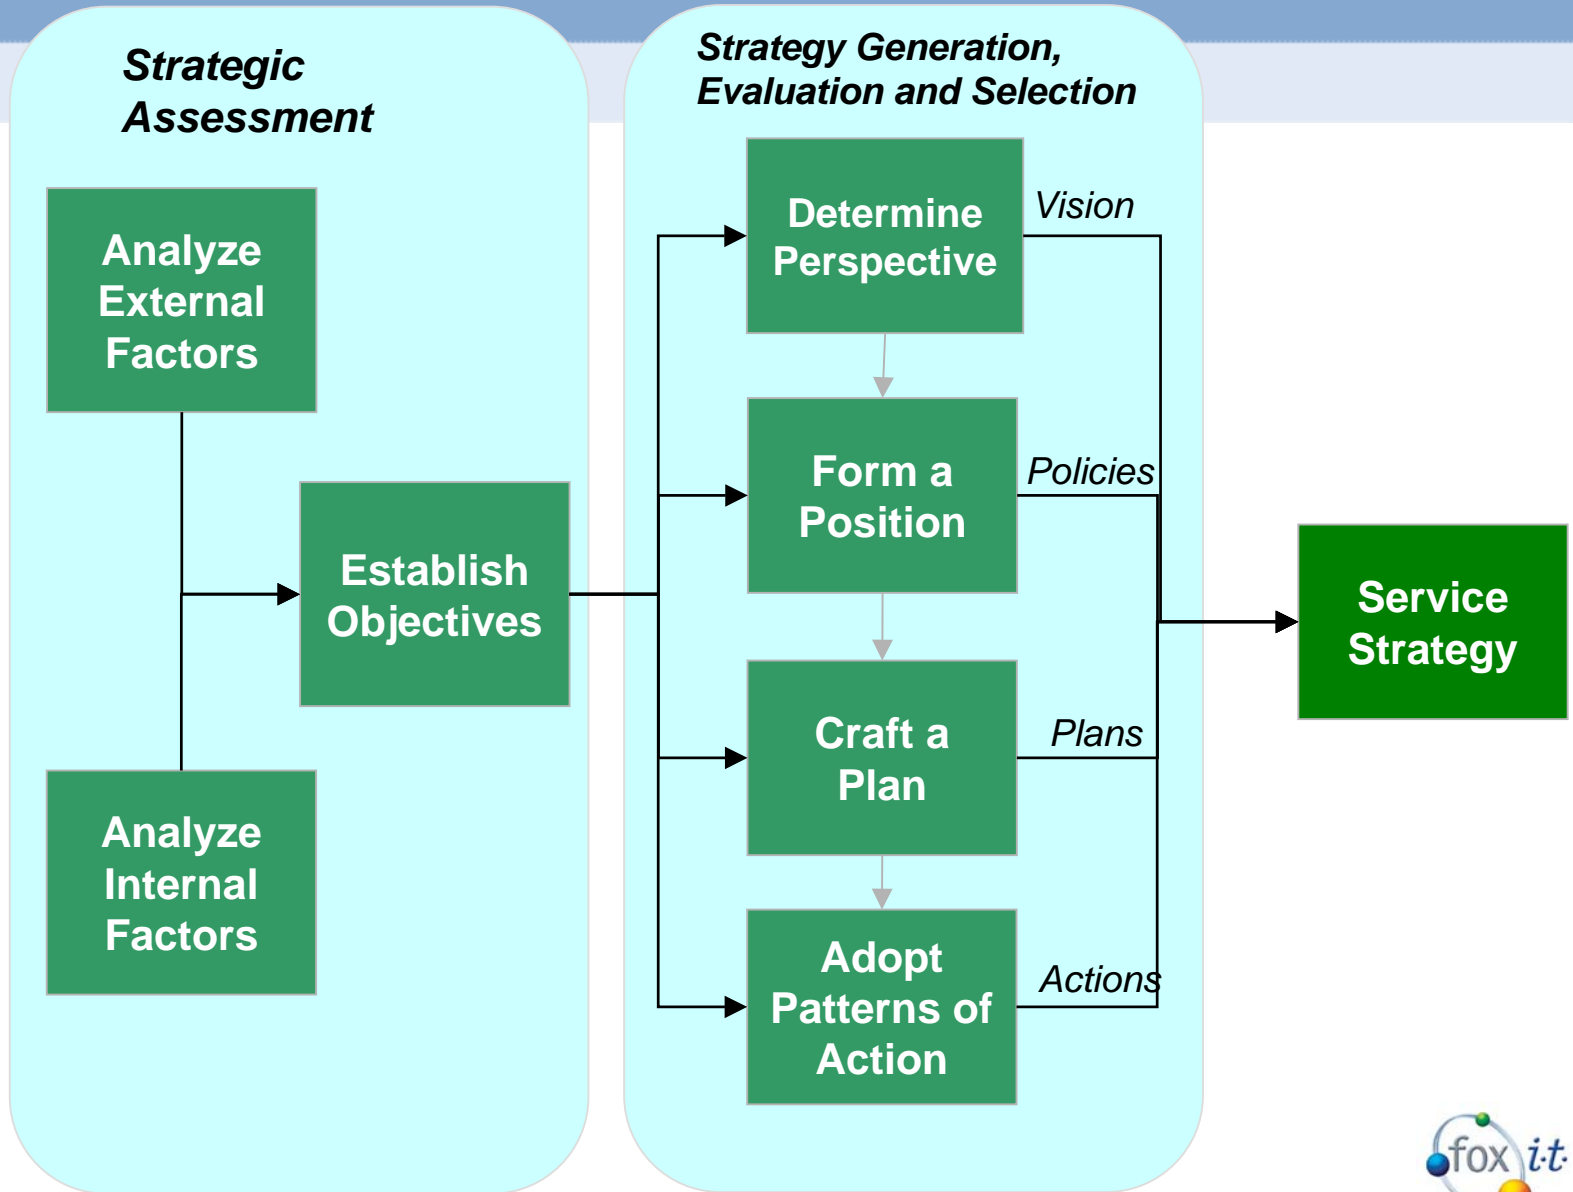 Strategic
Assessment
Analyze
External
Factors
Establish
Objectives
Analyze
Internal
Factors
Strategy Generation,
Evaluation and Selection
Determine
Perspective
Vision
Form a
Position
Policies
Craft a
Plan
Plans
Adopt
Patterns of
Action
Actions
Service
Strategy
fox i·t·